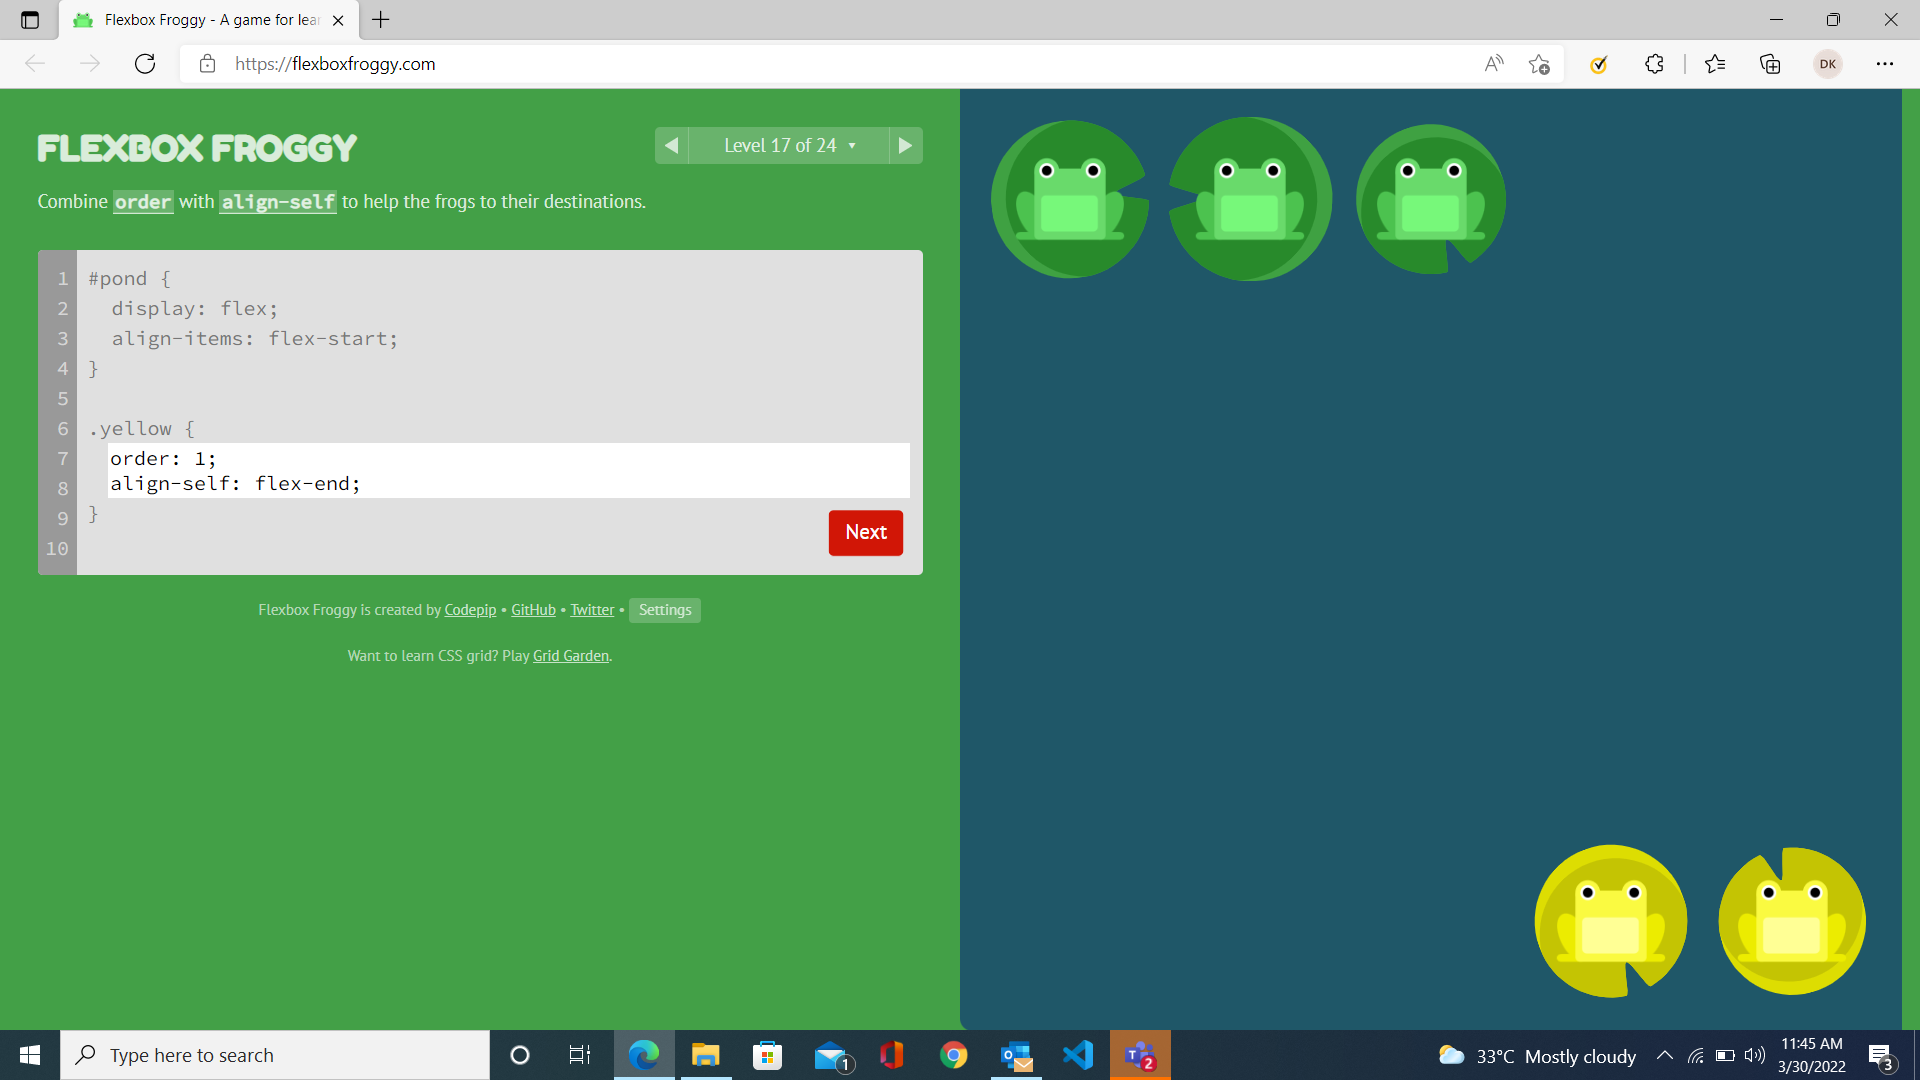 Flexbox Froggy - A game for lear
https://flexboxfroggy.com
DK
FLEXBOX FROGGY
Level 17 of 24 ▼
Combine order with align-self to help the frogs to their destinations.
1 #pond {
2 display: flex;
3 align-items: flex-start;
4 }
5
6 .yellow {
7 order: 1;
8 align-self: flex-end;
9 }
10
Next
Flexbox Froggy is created by Codepip • GitHub • Twitter • Settings
Want to learn CSS grid? Play Grid Garden.
Type here to search
1
2
33°C Mostly cloudy
11:45 AM
3/30/2022
3